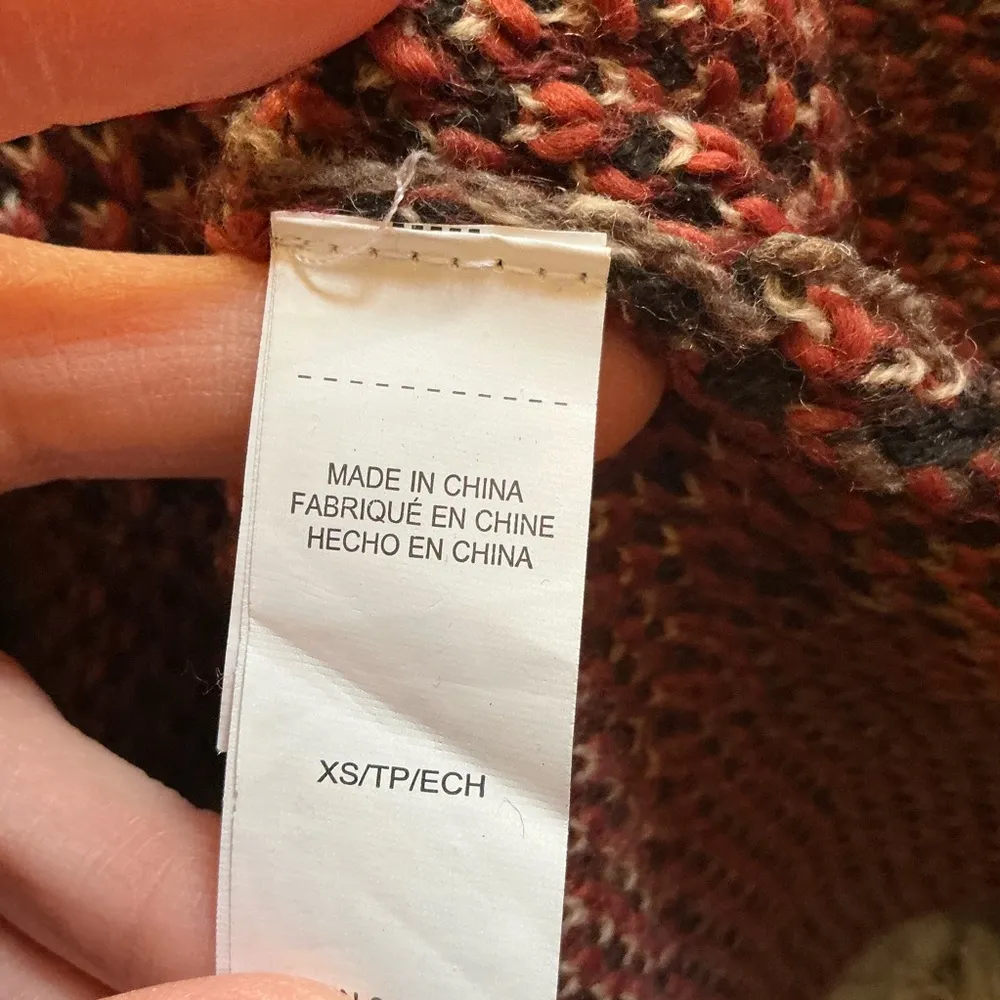 MADE IN CHINA
FABRIQUÉ EN CHINE
HECHO EN CHINA
XS/TP/ECH